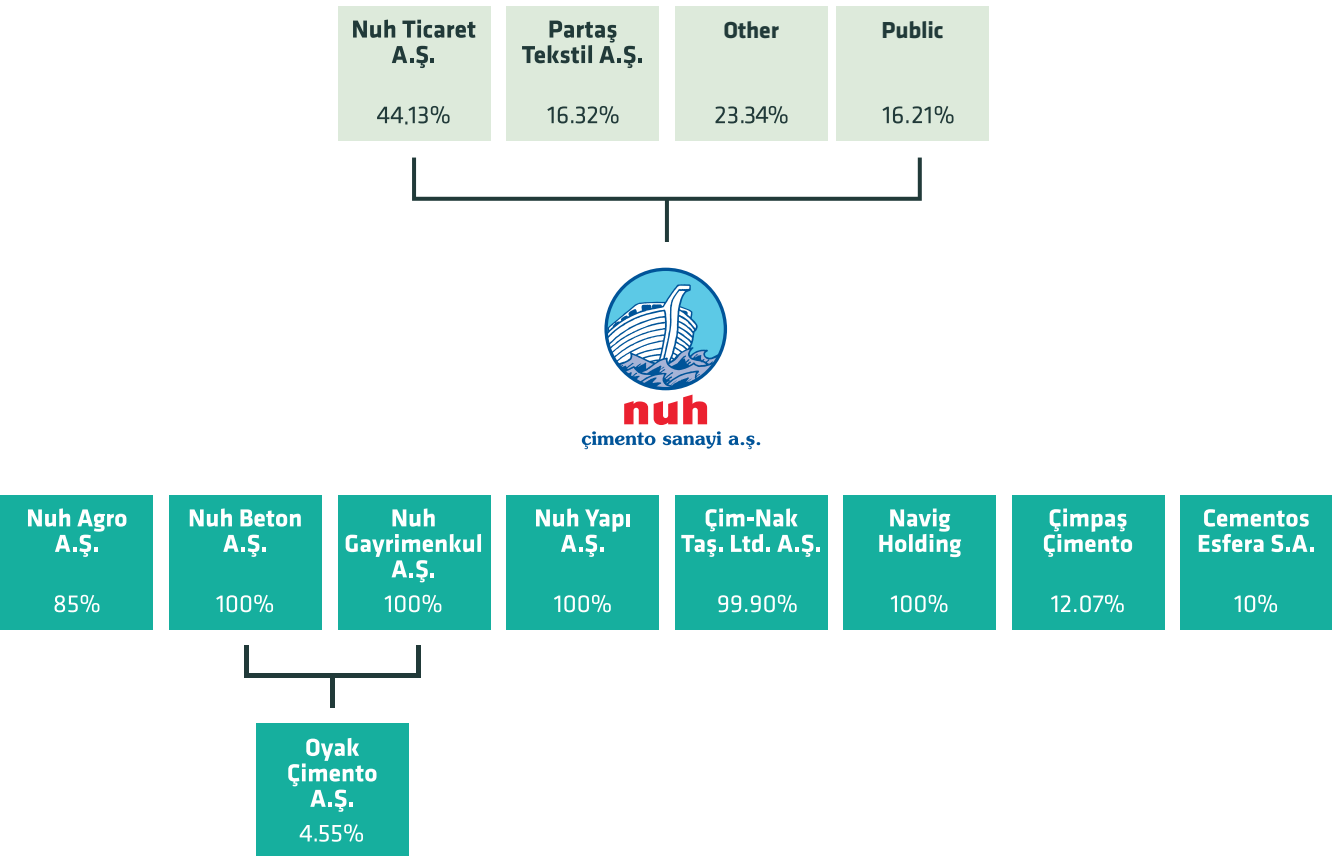 Nuh Ticaret
A.Ş.
44.13%
Partaş
Tekstil A.Ş.
16.32%
Other
23.34%
Public
16.21%
nuh
çimento sanayi a.ş.
Nuh Agro
A.Ş.
85%
Nuh Beton
A.Ş.
100%
Nuh
Gayrimenkul
A.Ş.
100%
Nuh Yapı
A.Ş.
100%
Çim-Nak
Taş. Ltd. A.Ş.
99.90%
Navig
Holding
100%
Çimpaş
Çimento
12.07%
Cementos
Esfera S.A.
10%
Oyak
Çimento
A.Ş.
4.55%